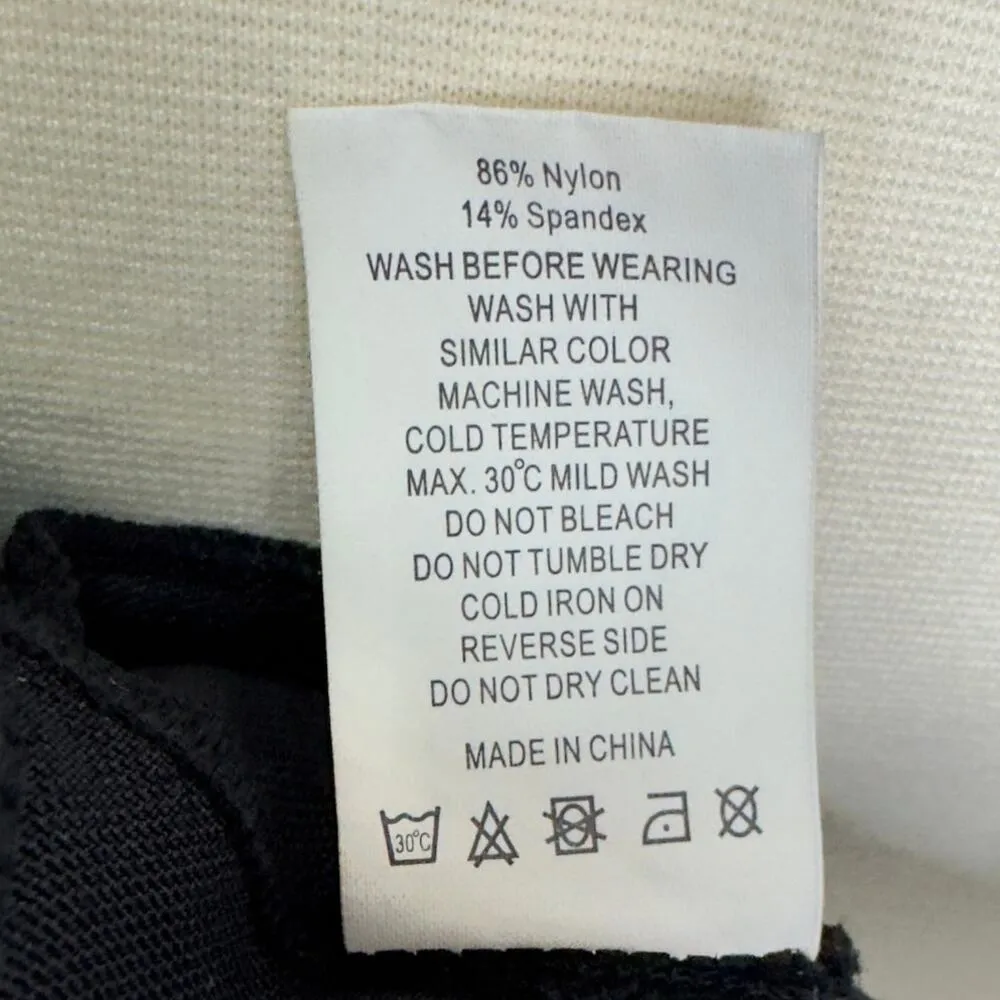 86% Nylon
14% Spandex
WASH BEFORE WEARING
WASH WITH
SIMILAR COLOR
MACHINE WASH,
COLD TEMPERATURE
MAX. 30°C MILD WASH
DO NOT BLEACH
DO NOT TUMBLE DRY
COLD IRON ON
REVERSE SIDE
DO NOT DRY CLEAN
MADE IN CHINA
30°C